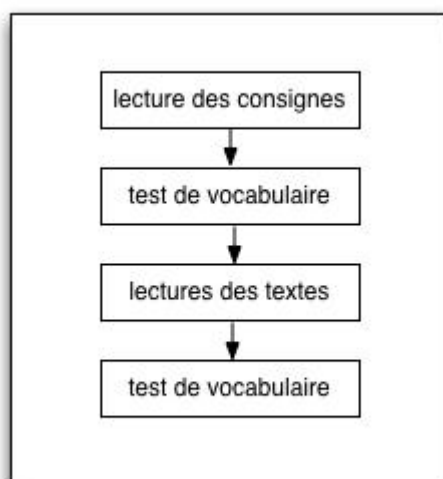 lecture des consignes
test de vocabulaire
lectures des textes
test de vocabulaire